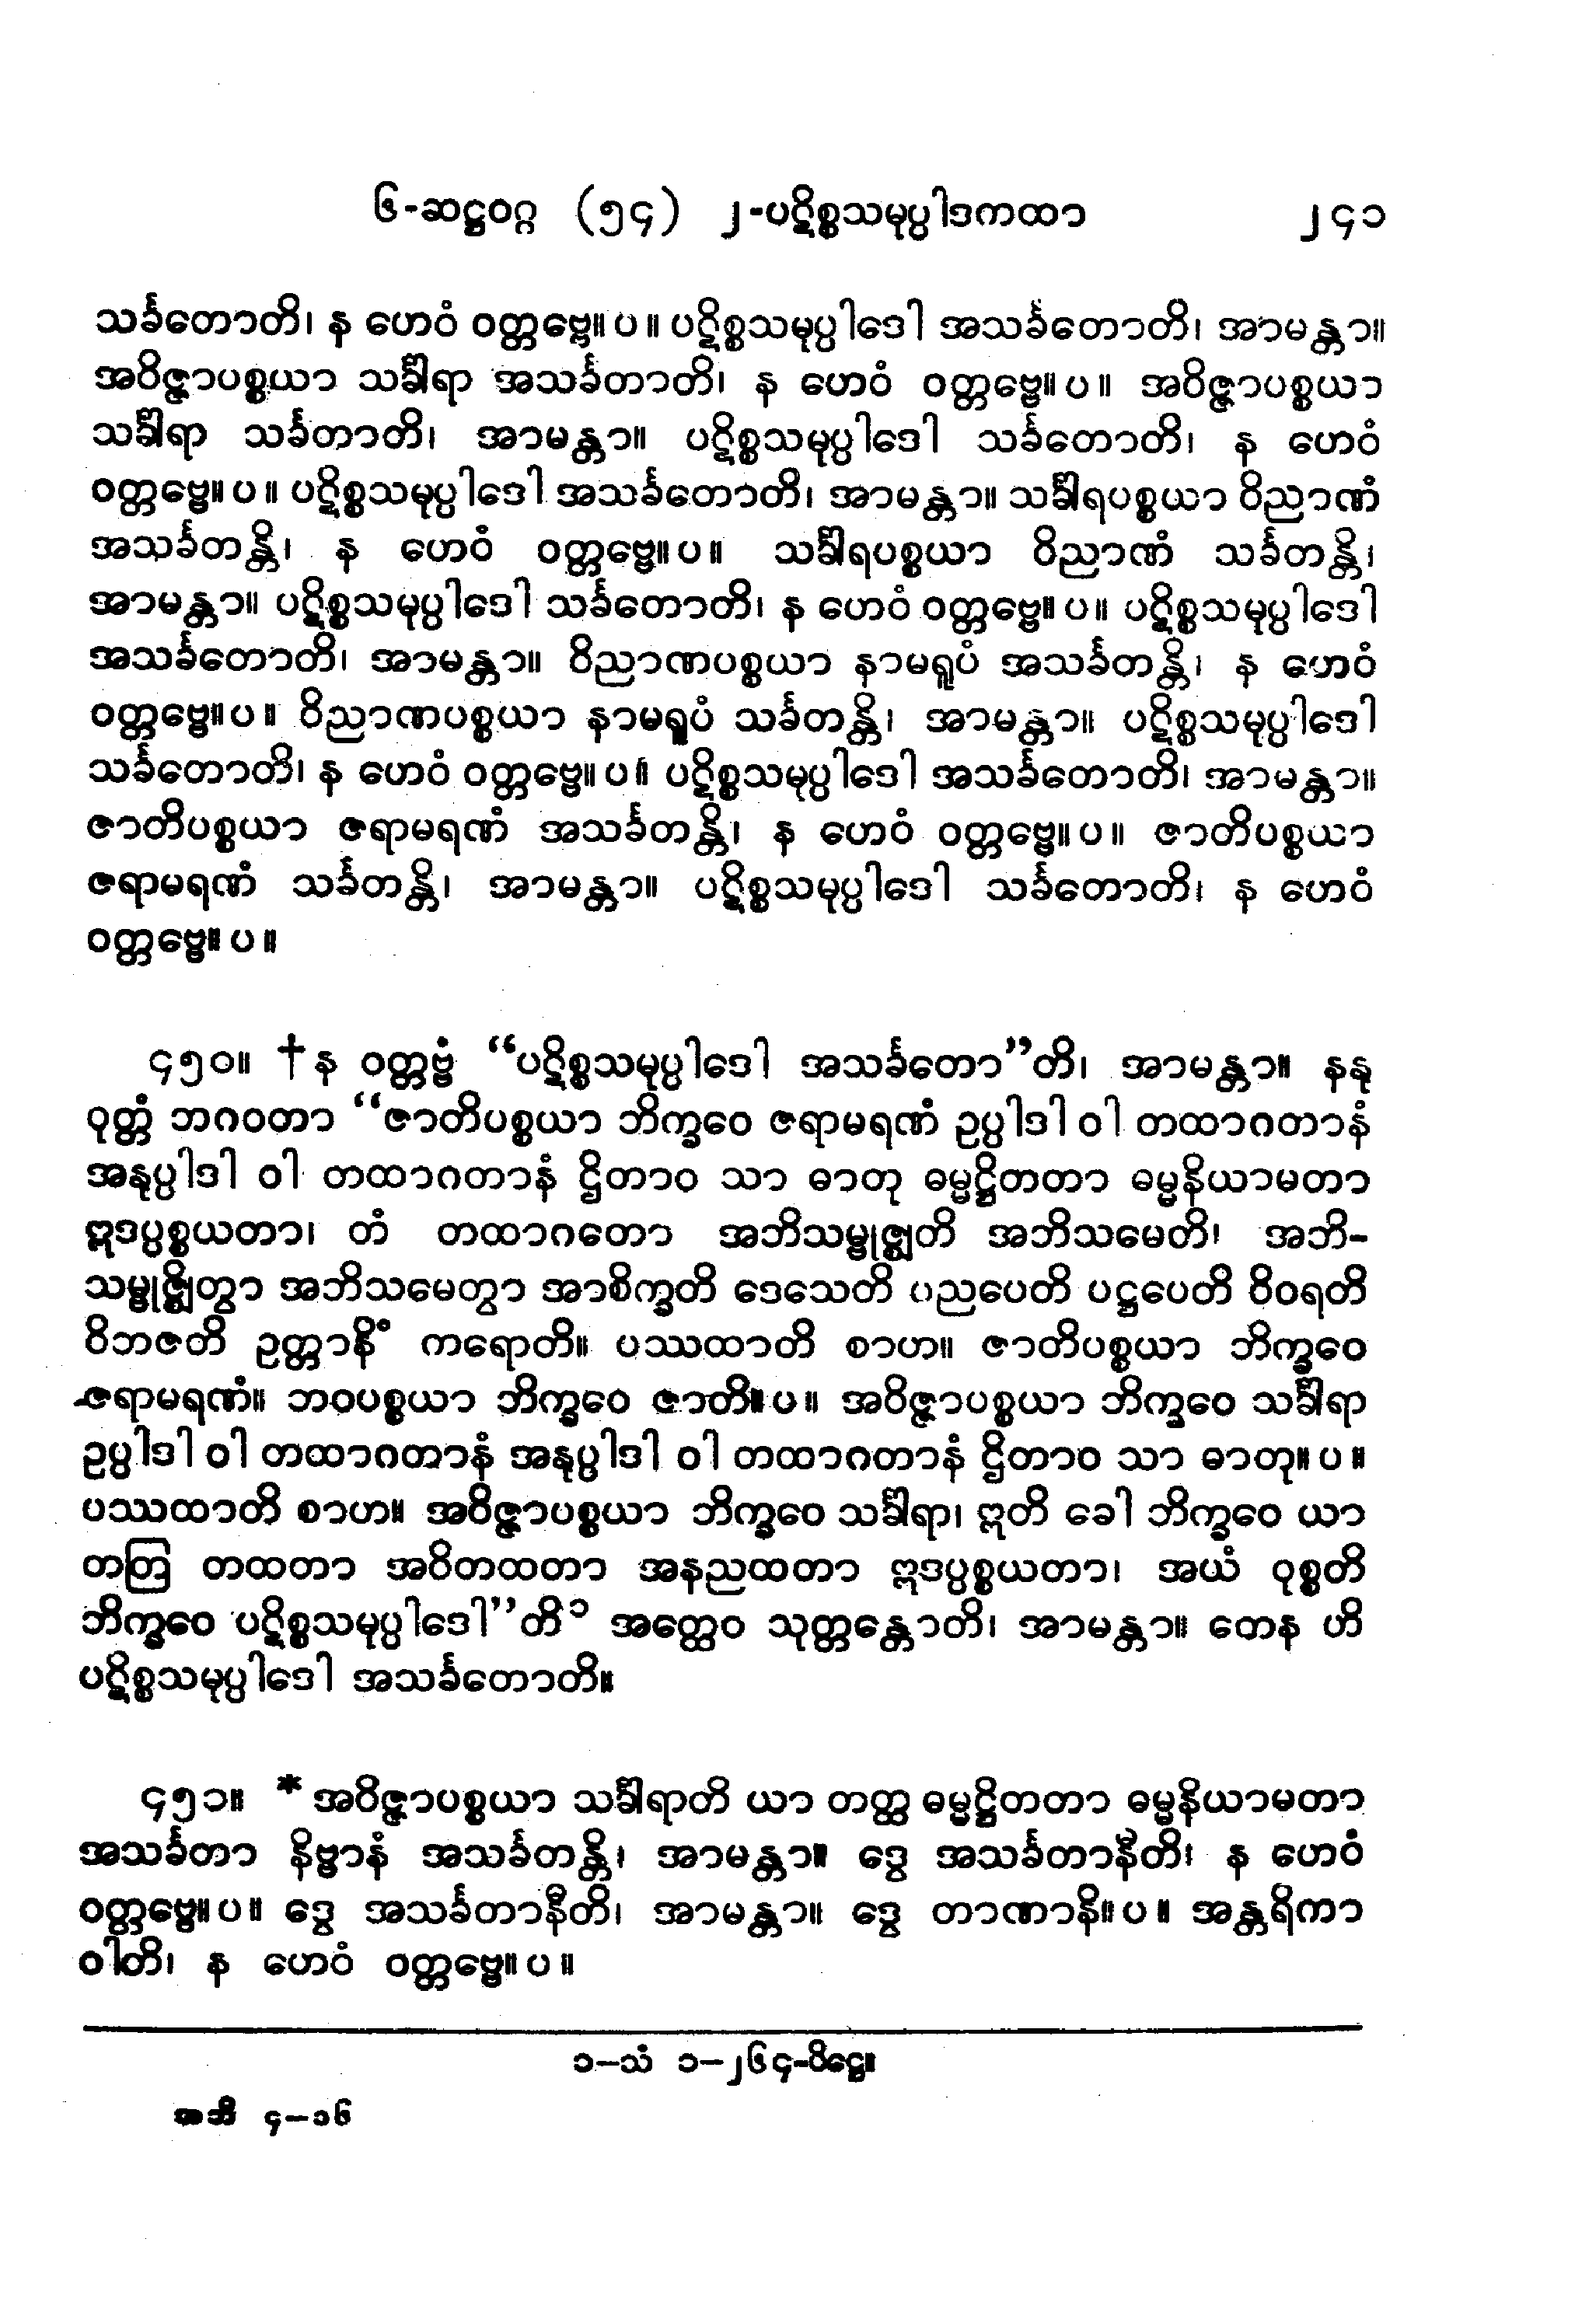 ၆-ဆဋ္ဌဝဂ္ဂ (၅၄) ၂-ပဋိစ္စသမုပ္ပါဒကထာ ၂၄၁
သင်္ခတောတိ၊ န ဟေဝံ ဝတ္တဗ္ဗေ။ ပ ။ ပဋိစ္စသမုပ္ပါဒေါ အသင်္ခတောတိ၊ အာမန္တာ။
အဝိဇ္ဇာပစ္စယာ သင်္ခါရာ အသင်္ခတာတိ၊ န ဟေဝံ ဝတ္တဗ္ဗေ။ ပ ။ အဝိဇ္ဇာပစ္စယာ
သင်္ခါရာ သင်္ခတာတိ၊ အာမန္တာ။ ပဋိစ္စသမုပ္ပါဒေါ သင်္ခတောတိ၊ န ဟေဝံ
ဝတ္တဗ္ဗေ။ ပ ။ ပဋိစ္စသမုပ္ပါဒေါ အသင်္ခတောတိ၊ အာမန္တာ။ သင်္ခါရပစ္စယာ ဝိညာဏံ
အသင်္ခတန္တိ၊ န ဟေဝံ ဝတ္တဗ္ဗေ။ ပ ။ သင်္ခါရပစ္စယာ ဝိညာဏံ သင်္ခတန္တိ၊
အာမန္တာ။ ပဋိစ္စသမုပ္ပါဒေါ သင်္ခတောတိ၊ န ဟေဝံ ဝတ္တဗ္ဗေ။ ပ ။ ပဋိစ္စသမုပ္ပါဒေါ
အသင်္ခတောတိ၊ အာမန္တာ။ ဝိညာဏပစ္စယာ နာမရူပံ အသင်္ခတန္တိ၊ န ဟေဝံ
ဝတ္တဗ္ဗေ။ ပ ။ ဝိညာဏပစ္စယာ နာမရူပံ သင်္ခတန္တိ၊ အာမန္တာ။ ပဋိစ္စသမုပ္ပါဒေါ
သင်္ခတောတိ၊ န ဟေဝံ ဝတ္တဗ္ဗေ။ ပ ။ ပဋိစ္စသမုပ္ပါဒေါ အသင်္ခတောတိ၊ အာမန္တာ။
ဇာတိပစ္စယာ ဇရာမရဏံ အသင်္ခတန္တိ၊ န ဟေဝံ ဝတ္တဗ္ဗေ။ ပ ။ ဇာတိပစ္စယာ
ဇရာမရဏံ သင်္ခတန္တိ၊ အာမန္တာ။ ပဋိစ္စသမုပ္ပါဒေါ သင်္ခတောတိ၊ န ဟေဝံ
ဝတ္တဗ္ဗေ။ ပ ။
၄၅၀။ †န ဝတ္တဗ္ဗံ “ပဋိစ္စသမုပ္ပါဒေါ အသင်္ခတော”တိ၊ အာမန္တာ။ နနု
ဝုတ္တံ ဘဂဝတာ “ဇာတိပစ္စယာ ဘိက္ခဝေ ဇရာမရဏံ ဥပ္ပါဒါ ဝါ တထာဂတာနံ
အနုပ္ပါဒါ ဝါ တထာဂတာနံ ဌိတာဝ သာ ဓာတု ဓမ္မဋ္ဌိတတာ ဓမ္မနိယာမတာ
ဣဒပ္ပစ္စယတာ၊ တံ တထာဂတော အဘိသမ္ဗုဇ္ဈတိ အဘိသမေတိ၊ အဘိ-
သမ္ဗုဇ္ဈိတွာ အဘိသမေတွာ အာစိက္ခတိ ဒေသေတိ ပညပေတိ ပဋ္ဌပေတိ ဝိဝရတိ
ဝိဘဇတိ ဥတ္တာနိံ ကရောတိ။ ပဿထာတိ စာဟ။ ဇာတိပစ္စယာ ဘိက္ခဝေ
ဇရာမရဏံ။ ဘဝပစ္စယာ ဘိက္ခဝေ ဇာတိ။ ပ ။ အဝိဇ္ဇာပစ္စယာ ဘိက္ခဝေ သင်္ခါရာ
ဥပ္ပါဒါ ဝါ တထာဂတာနံ အနုပ္ပါဒါ ဝါ တထာဂတာနံ ဌိတာဝ သာ ဓာတု။ ပ ။
ပဿထာတိ စာဟ။ အဝိဇ္ဇာပစ္စယာ ဘိက္ခဝေ သင်္ခါရာ၊ ဣတိ ခေါ ဘိက္ခဝေ ယာ
တတြ တထတာ အဝိတထတာ အနညထတာ ဣဒပ္ပစ္စယတာ၊ အယံ ဝုစ္စတိ
ဘိက္ခဝေ ပဋိစ္စသမုပ္ပါဒေါ”တိ၁ အတ္ထေဝ သုတ္တန္တောတိ၊ အာမန္တာ။ တေန ဟိ
ပဋိစ္စသမုပ္ပါဒေါ အသင်္ခတောတိ။
၄၅၁။ *အဝိဇ္ဇာပစ္စယာ သင်္ခါရာတိ ယာ တတ္ထ ဓမ္မဋ္ဌိတတာ ဓမ္မနိယာမတာ
အသင်္ခတာ နိဗ္ဗာနံ အသင်္ခတန္တိ၊ အာမန္တာ။ ဒွေ အသင်္ခတာနီတိ၊ န ဟေဝံ
ဝတ္တဗ္ဗေ။ ပ ။ ဒွေ အသင်္ခတာနီတိ၊ အာမန္တာ။ ဒွေ တာဏာနိ။ ပ ။ အန္တရိကာ
ဝါတိ၊ န ဟေဝံ ဝတ္တဗ္ဗေ။ ပ ။
၁-သံ ၁-၂၆၄-ပိဋ္ဌေ။
အဘိ ၄-၁၆